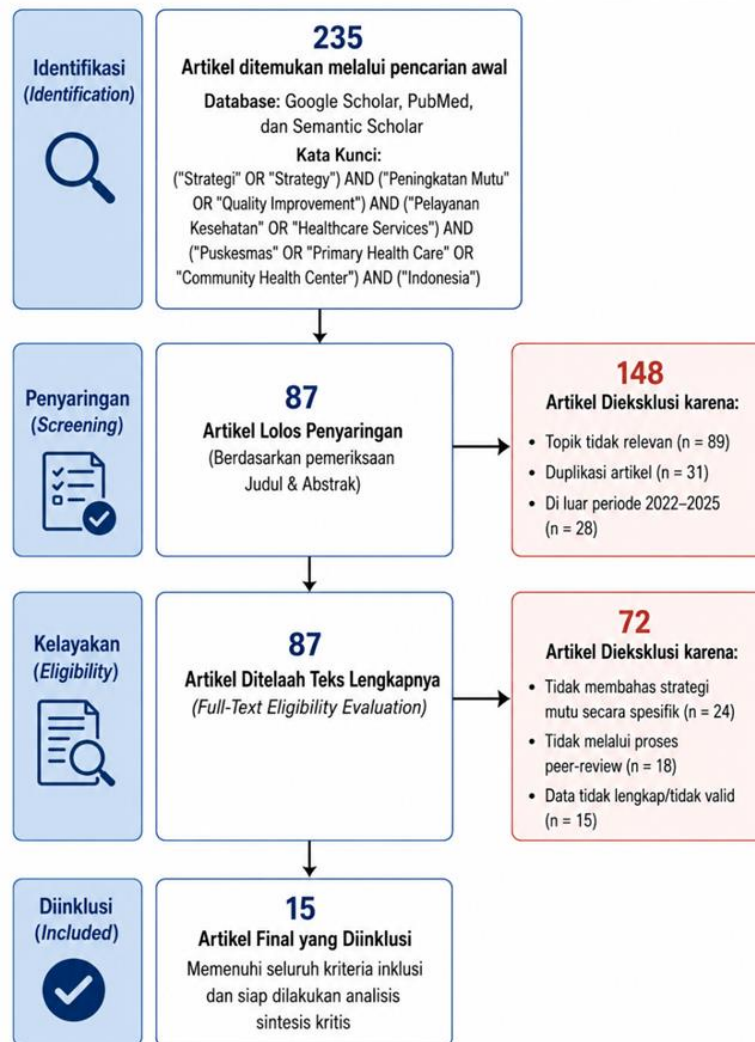 Identifikasi
(Identification)
235
Artikel ditemukan melalui pencarian awal
Database: Google Scholar, PubMed,
dan Semantic Scholar
Kata Kunci:
("Strategi" OR "Strategy") AND ("Peningkatan Mutu"
OR "Quality Improvement") AND ("Pelayanan
Kesehatan" OR "Healthcare Services") AND
("Puskesmas" OR "Primary Health Care" OR
"Community Health Center") AND ("Indonesia")
Penyaringan
(Screening)
87
Artikel Lolos Penyaringan
(Berdasarkan pemeriksaan
Judul & Abstrak)
148
Artikel Dieksklusi karena:
• Topik tidak relevan (n = 89)
• Duplikasi artikel (n = 31)
• Di luar periode 2022–2025
(n = 28)
Kelayakan
(Eligibility)
87
Artikel Ditelaah Teks Lengkapnya
(Full-Text Eligibility Evaluation)
72
Artikel Dieksklusi karena:
• Tidak membahas strategi
mutu secara spesifik (n = 24)
• Tidak melalui proses
peer-review (n = 18)
• Data tidak lengkap/tidak valid
(n = 15)
Diinklusi
(Included)
15
Artikel Final yang Diinklusi
Memenuhi seluruh kriteria inklusi
dan siap dilakukan analisis
sintesis kritis